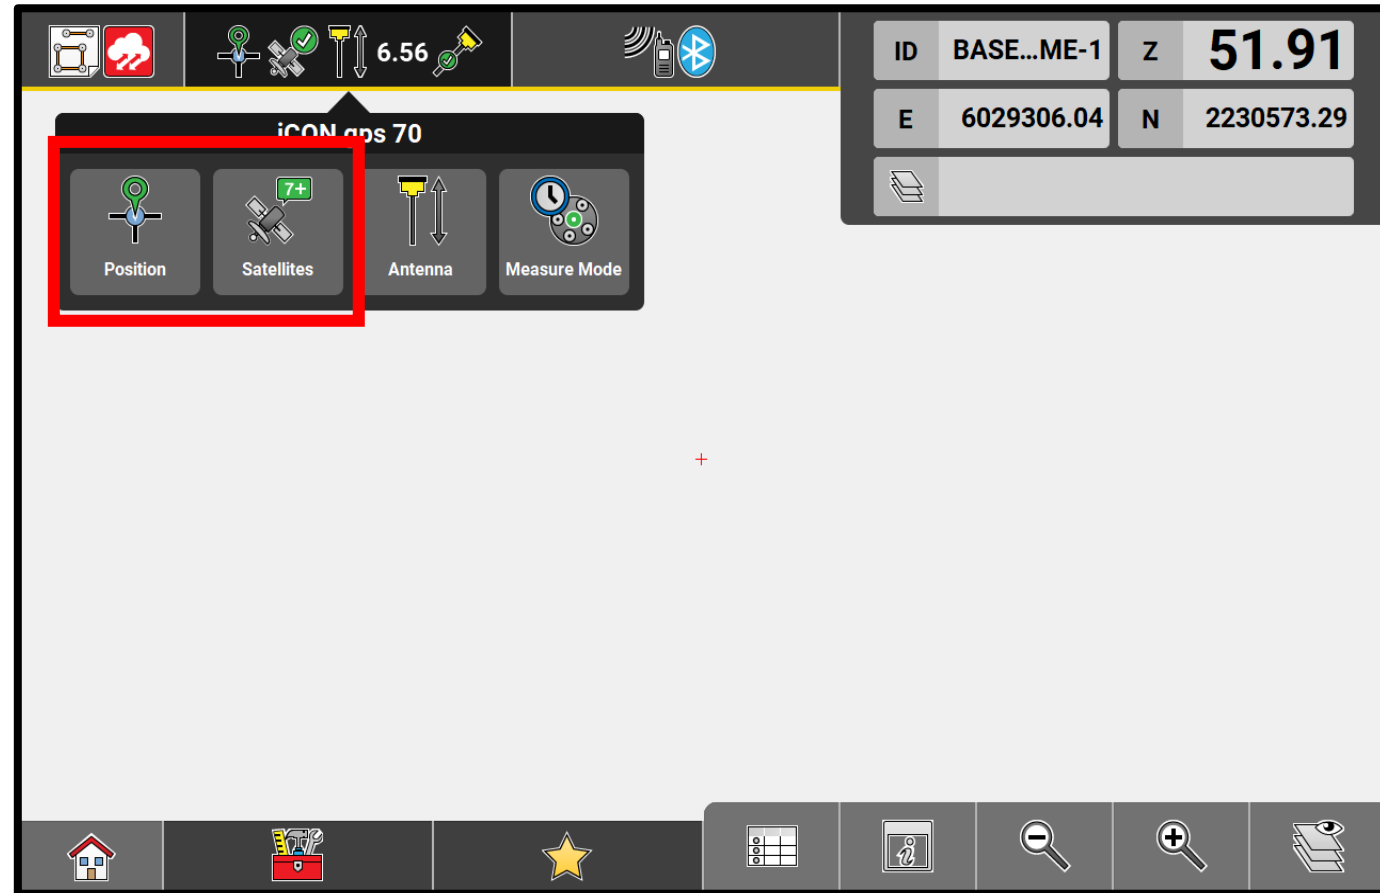 6.56
ID BASE...ME-1 Z 51.91
E 6029306.04 N 2230573.29
iCON gps 70
7+
Position Satellites Antenna Measure Mode